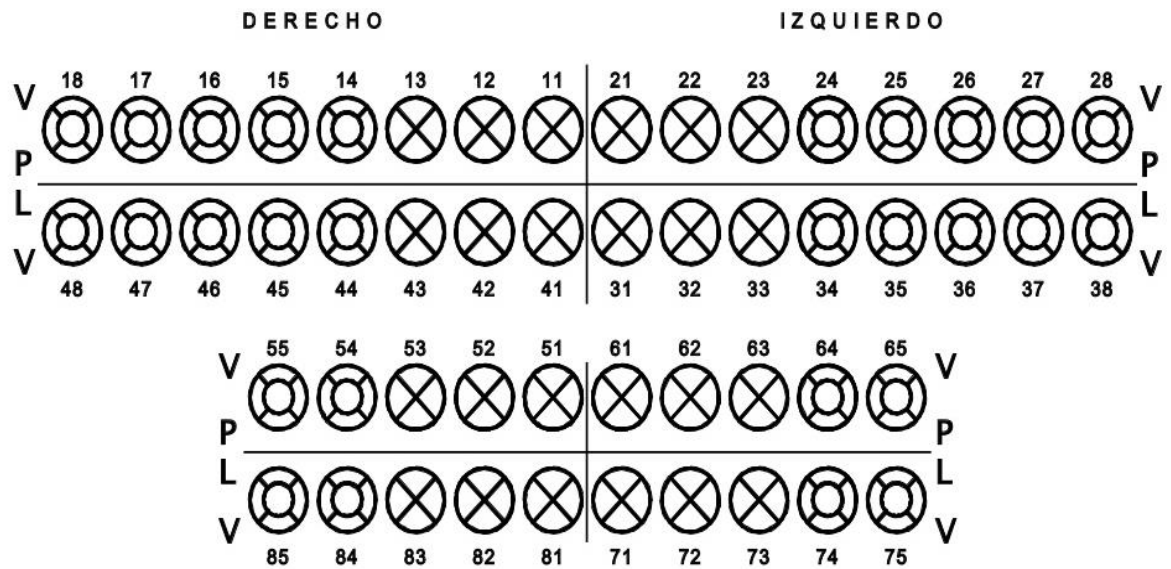 DERECHO IZQUIERDO
18 17 16 15 14 13 12 11 21 22 23 24 25 26 27 28
V V
P P
L L
V V
48 47 46 45 44 43 42 41 31 32 33 34 35 36 37 38
55 54 53 52 51 61 62 63 64 65
V V
P P
L L
V V
85 84 83 82 81 71 72 73 74 75